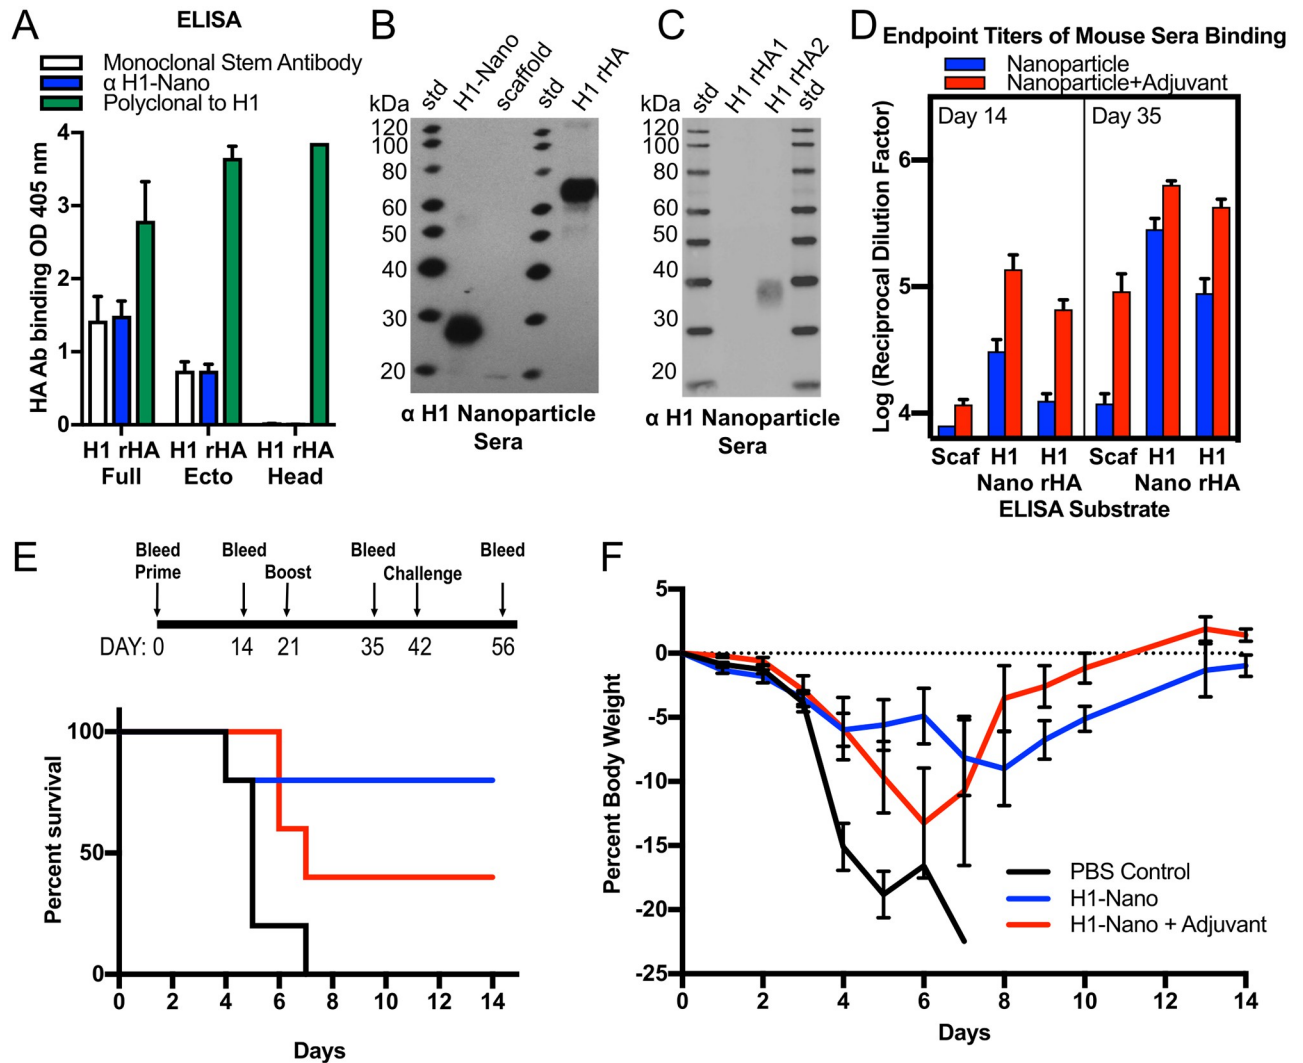 A
ELISA
Monoclonal Stem Antibody
α H1-Nano
Polyclonal to H1
HA Ab binding OD 405 nm
4
3
2
1
0
H1 rHA H1 rHA H1 rHA
Full Ecto Head
B
std H1-Nano scaffold std H1 rHA
kDa
120
100
80
60
50
40
30
20
α H1 Nanoparticle
Sera
C
std H1 rHA1 H1 rHA2 std
kDa
120
100
80
60
50
40
30
20
α H1 Nanoparticle
Sera
D
Endpoint Titers of Mouse Sera Binding
Nanoparticle
Nanoparticle+Adjuvant
Log (Reciprocal Dilution Factor)
Day 14 Day 35
6
5
4
Scaf H1 H1 Scaf H1 H1
Nano rHA Nano rHA
ELISA Substrate
E
Bleed Bleed Bleed Bleed
Prime Boost Challenge
DAY: 0 14 21 35 42 56
Percent survival
100
50
0
0 2 4 6 8 10 12 14
Days
F
Percent Body Weight
5
0
-5
-10
-15
-20
-25
PBS Control
H1-Nano
H1-Nano + Adjuvant
0 2 4 6 8 10 12 14
Days